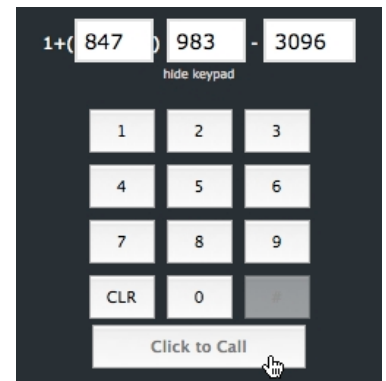 1+( 847 ) 983 - 3096
hide keypad
1 2 3
4 5 6
7 8 9
CLR 0 #
Click to Call